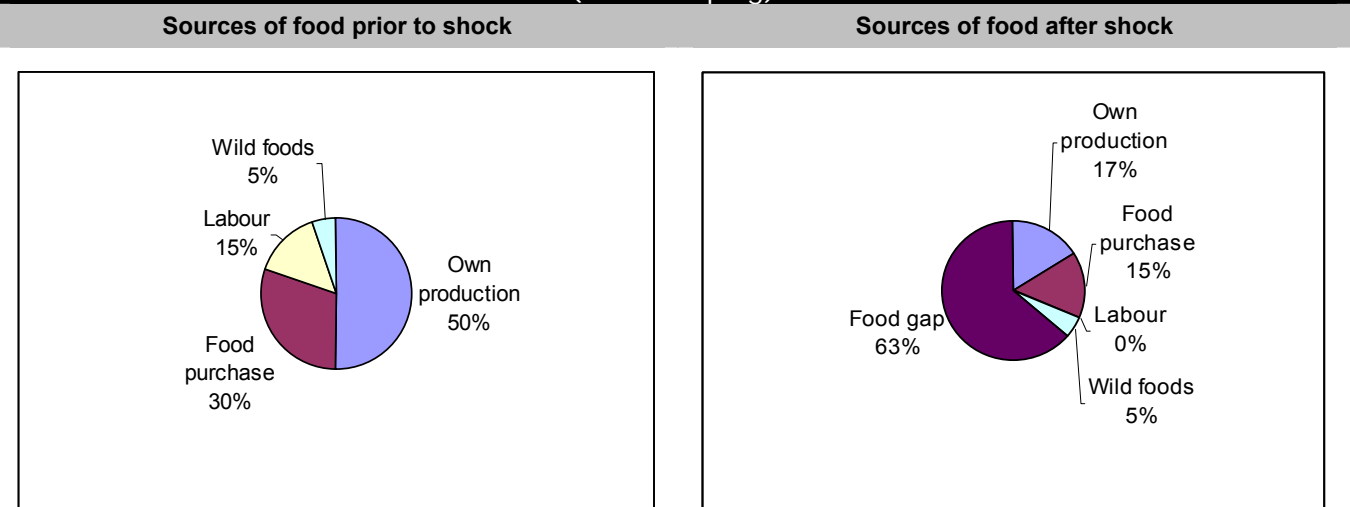 Sources of food prior to shock
Sources of food after shock
Wild foods
5%
Labour
15%
Own
production
50%
Food
purchase
30%
Own
production
17%
Food
purchase
15%
Labour
0%
Wild foods
5%
Food gap
63%